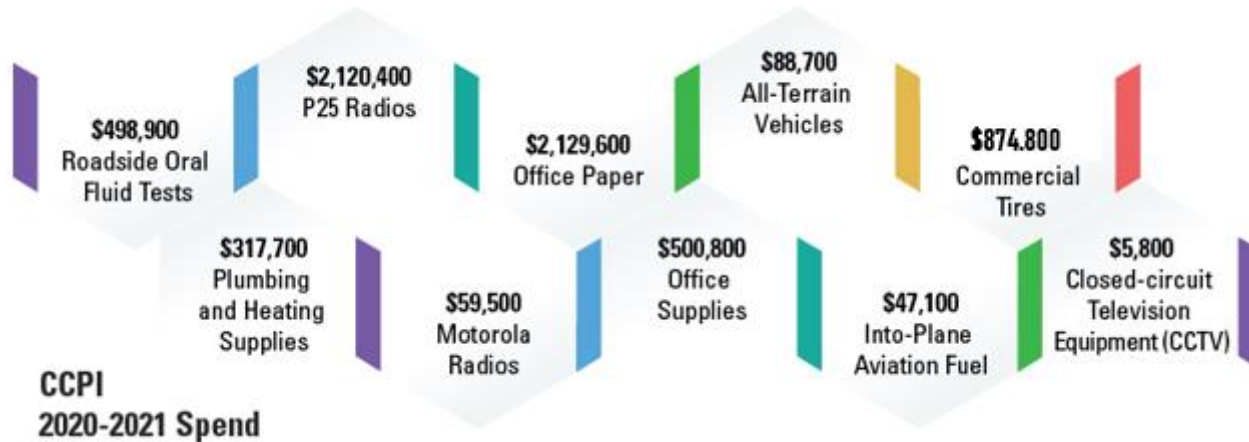 $498,900
Roadside Oral
Fluid Tests
$2,120,400
P25 Radios
$2,129,600
Office Paper
$88,700
All-Terrain
Vehicles
$874.800
Commercial
Tires
$317,700
Plumbing
and Heating
Supplies
$59,500
Motorola
Radios
$500,800
Office
Supplies
$47,100
Into-Plane
Aviation Fuel
$5,800
Closed-circuit
Television
Equipment (CCTV)
CCPI
2020-2021 Spend